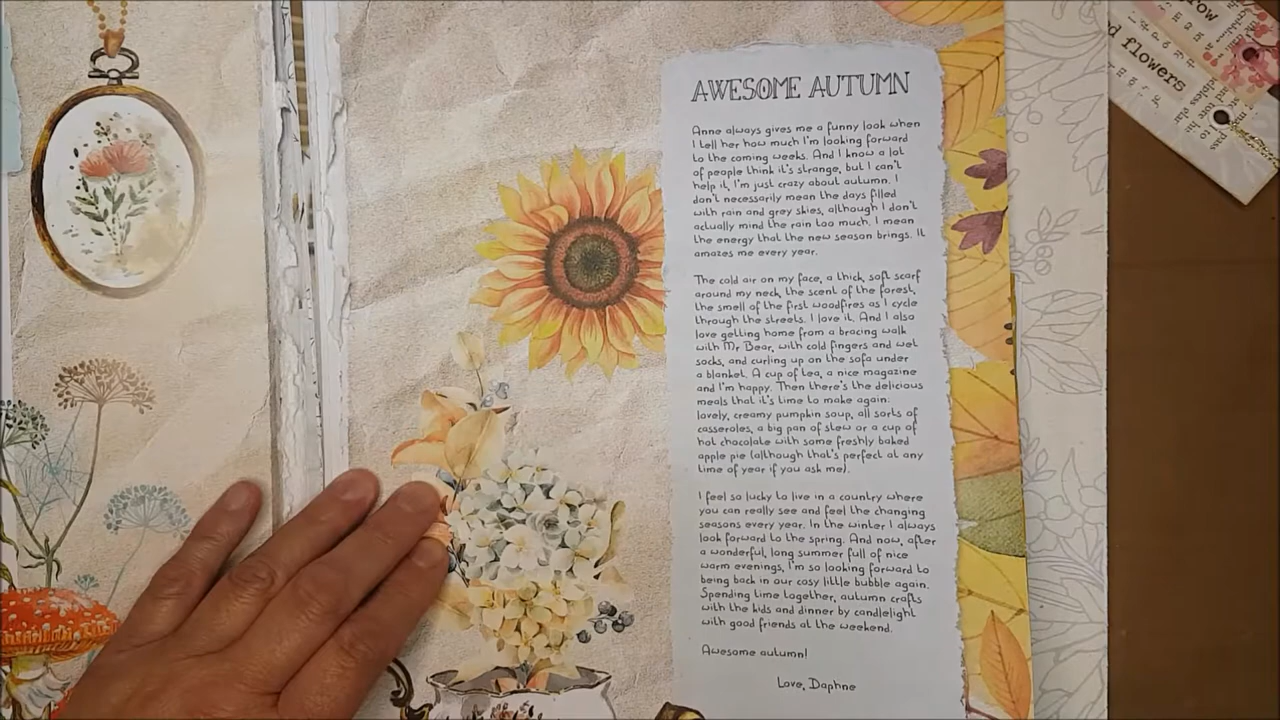 AWESOME AUTUMN
Anne always gives me a funny look when
I tell her how much I'm looking forward
to the coming weeks. And I know a lot
of people think it's strange, but I can't
help it, I'm just crazy about autumn. I
don't necessarily mean the days filled
with rain and grey skies, although I don't
actually mind the rain too much. I mean
the energy that the new season brings. It
amazes me every year.
The cold air on my face, a thick, soft scarf
around my neck, the scent of the forest,
the smell of the first woodfires as I cycle
through the streets. I love it. And I also
love getting home from a bracing walk
with Mr Bear, with cold fingers and wet
socks, and curling up on the sofa under
a blanket. A cup of tea, a nice magazine
and I'm happy. Then there's the delicious
meals that it's time to make again:
lovely, creamy pumpkin soup, all sorts of
casseroles, a big pan of stew or a cup of
hot chocolate with some freshly baked
apple pie (although that's perfect at any
time of year if you ask me).
I feel so lucky to live in a country where
you can really see and feel the changing
seasons every year. In the winter I always
look forward to the spring. And now, after
a wonderful, long summer full of nice
warm evenings, I'm so looking forward to
being back in our cosy little bubble again.
Spending time together, autumn crafts
with the kids and dinner by candlelight
with good friends at the weekend.
Awesome autumn!
Love, Daphne
flowers